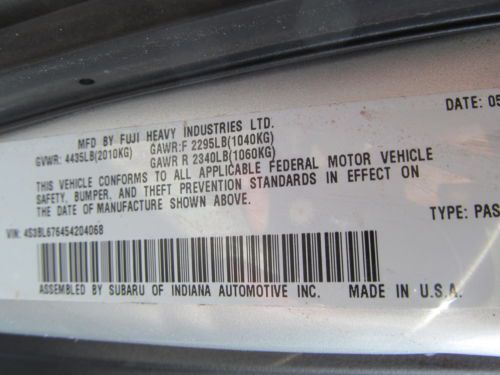 MFD BY FUJI HEAVY INDUSTRIES LTD.
DATE: 05
GVWR: 4435LB(2010KG) GAWR:F 2295LB(1040KG)
GAWR R 2340LB(1060KG)
THIS VEHICLE CONFORMS TO ALL APPLICABLE FEDERAL MOTOR VEHICLE
SAFETY, BUMPER, AND THEFT PREVENTION STANDARDS IN EFFECT ON
THE DATE OF MANUFACTURE SHOWN ABOVE.
VIN: 4S3BL676454204068
TYPE: PAS
ASSEMBLED BY SUBARU OF INDIANA AUTOMOTIVE INC. MADE IN U.S.A.